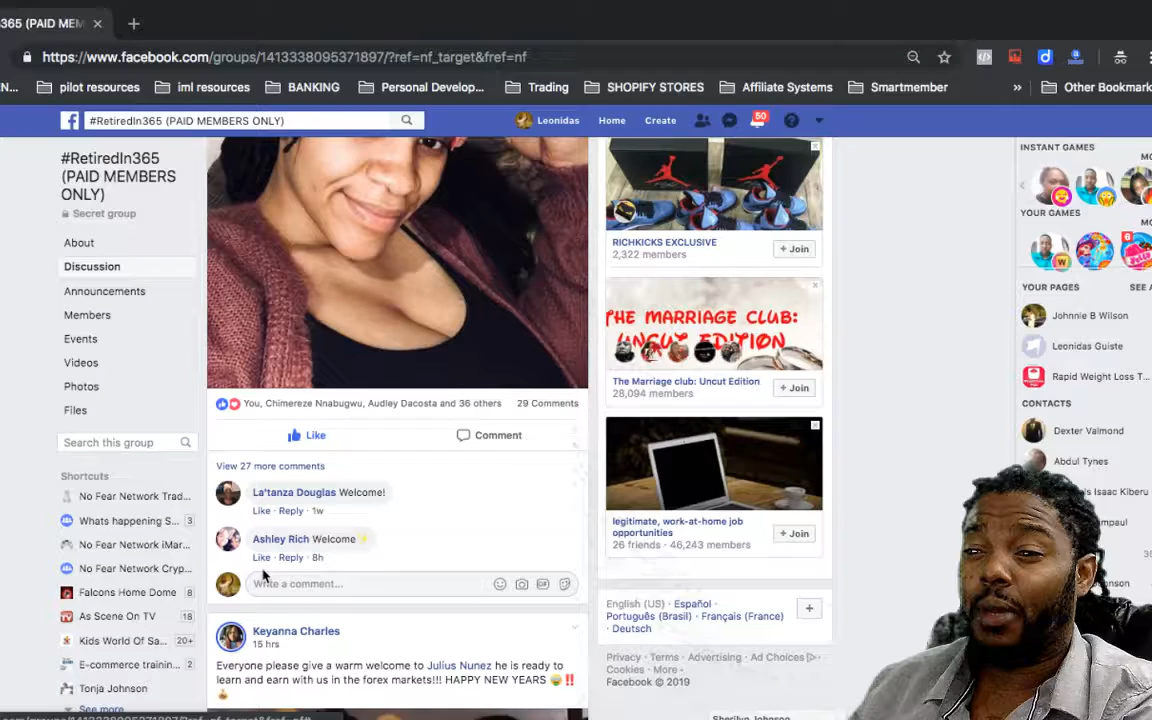 365 (PAID MEM
https://www.facebook.com/groups/1413338095371897/?ref=nf_target&fref=nf
N... pilot resources iml resources BANKING Personal Develop... Trading SHOPIFY STORES Affiliate Systems Smartmember » Other Bookmark
#RetiredIn365 (PAID MEMBERS ONLY) Leonidas Home Create 50
#RetiredIn365
(PAID MEMBERS
ONLY)
Secret group
About
Discussion
Announcements
Members
Events
Videos
Photos
Files
Search this group
Shortcuts
No Fear Network Trad...
Whats happening S... 3
No Fear Network iMar...
No Fear Network Cryp...
Falcons Home Dome 8
As Scene On TV 18
Kids World Of Sa... 20+
E-commerce trainin... 2
Tonja Johnson
See more
You, Chimereze Nnabugwu, Audley Dacosta and 36 others 29 Comments
Like Comment
View 27 more comments
La'tanza Douglas Welcome!
Like · Reply · 1w
Ashley Rich Welcome
Like · Reply · 8h
Write a comment...
Keyanna Charles
15 hrs
Everyone please give a warm welcome to Julius Nunez he is ready to
learn and earn with us in the forex markets!!! HAPPY NEW YEARS
RICHKICKS EXCLUSIVE
2,322 members
+ Join
THE MARRIAGE CLUB:
UNCUT EDITION
The Marriage club: Uncut Edition
28,094 members
+ Join
legitimate, work-at-home job
opportunities
26 friends · 46,243 members
+ Join
English (US) · Español ·
Português (Brasil) · Français (France)
· Deutsch
Privacy · Terms · Advertising · Ad Choices
Cookies · More
Facebook © 2019
INSTANT GAMES
MO
YOUR GAMES
MO
6
YOUR PAGES SEE A
Johnnie B Wilson
Leonidas Guiste
Rapid Weight Loss T...
CONTACTS
Dexter Valmond
Abdul Tynes
Isaac Kiberu